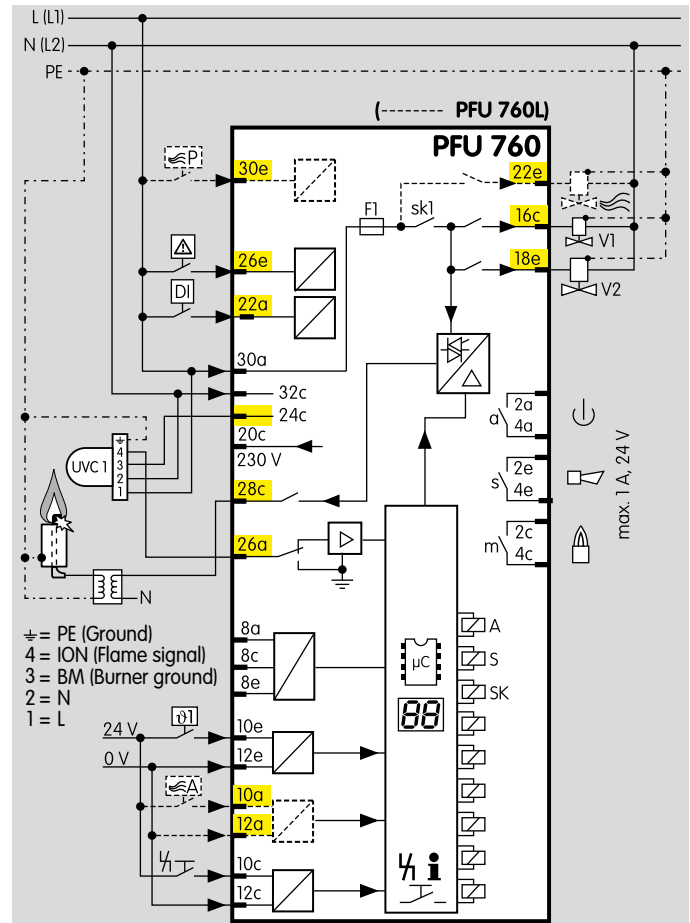 L (L1)
N (L2)
PE
(-------- PFU 760L)
PFU 760
P
30e
22e
F1
sk1
16c
V1
26e
18e
V2
DI
22a
30a
32c
24c
20c
230 V
2a
4a
a
UVC 1
4
3
2
1
28c
2e
4e
s
max. 1 A, 24 V
26a
2c
4c
m
N
= PE (Ground)
4 = ION (Flame signal)
3 = BM (Burner ground)
2 = N
1 = L
8a
8c
8e
µC
88
A
S
SK
24 V
ϑ1
10e
0 V
12e
A
10a
12a
10c
12c
i